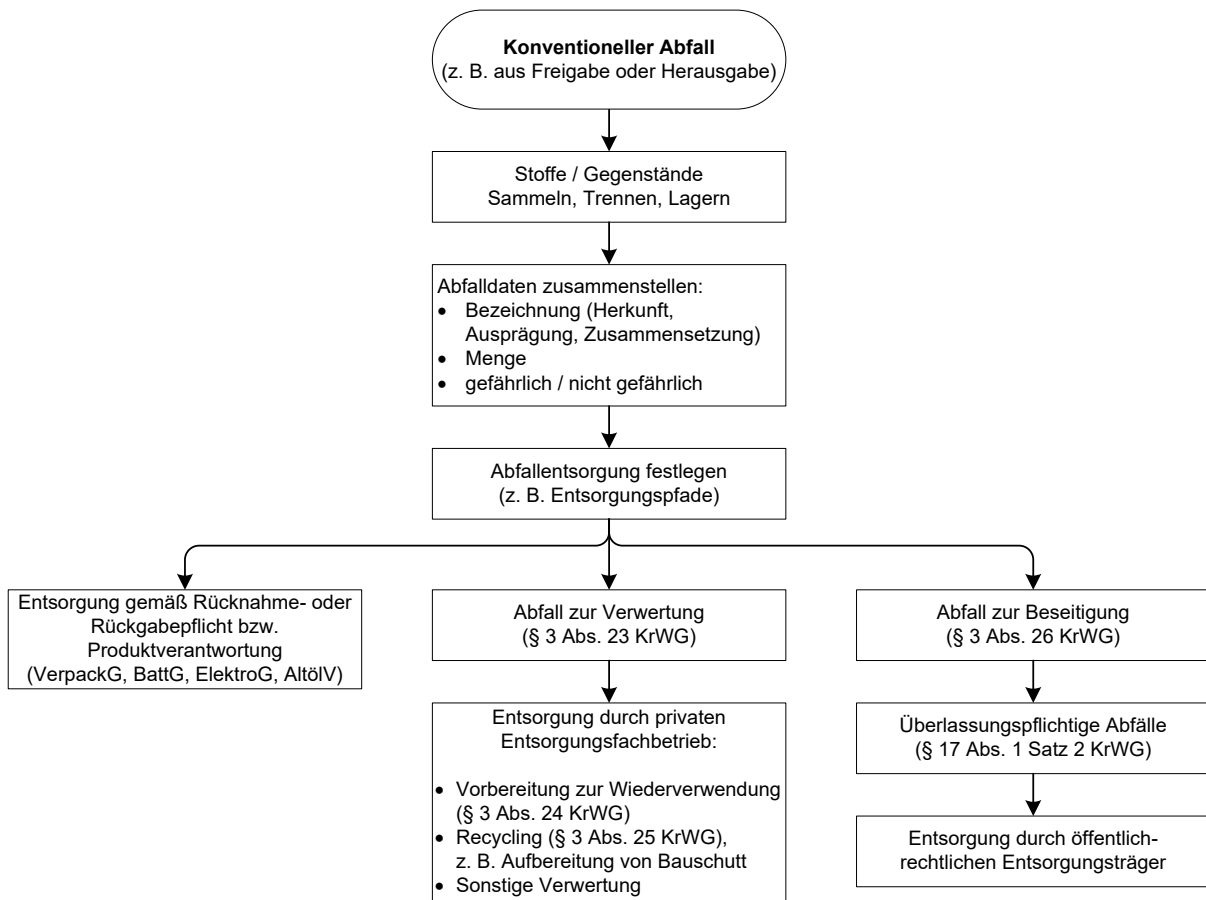 Konventioneller Abfall
(z. B. aus Freigabe oder Herausgabe)
Stoffe / Gegenstände
Sammeln, Trennen, Lagern
Abfalldaten zusammenstellen:
• Bezeichnung (Herkunft,
Ausprägung, Zusammensetzung)
• Menge
• gefährlich / nicht gefährlich
Abfallentsorgung festlegen
(z. B. Entsorgungspfade)
Entsorgung gemäß Rücknahme- oder
Rückgabepflicht bzw.
Produktverantwortung
(VerpackG, BattG, ElektroG, AltölV)
Abfall zur Verwertung
(§ 3 Abs. 23 KrWG)
Entsorgung durch privaten
Entsorgungsfachbetrieb:
• Vorbereitung zur Wiederverwendung
(§ 3 Abs. 24 KrWG)
• Recycling (§ 3 Abs. 25 KrWG),
z. B. Aufbereitung von Bauschutt
• Sonstige Verwertung
Abfall zur Beseitigung
(§ 3 Abs. 26 KrWG)
Überlassungspflichtige Abfälle
(§ 17 Abs. 1 Satz 2 KrWG)
Entsorgung durch öffentlich-
rechtlichen Entsorgungsträger